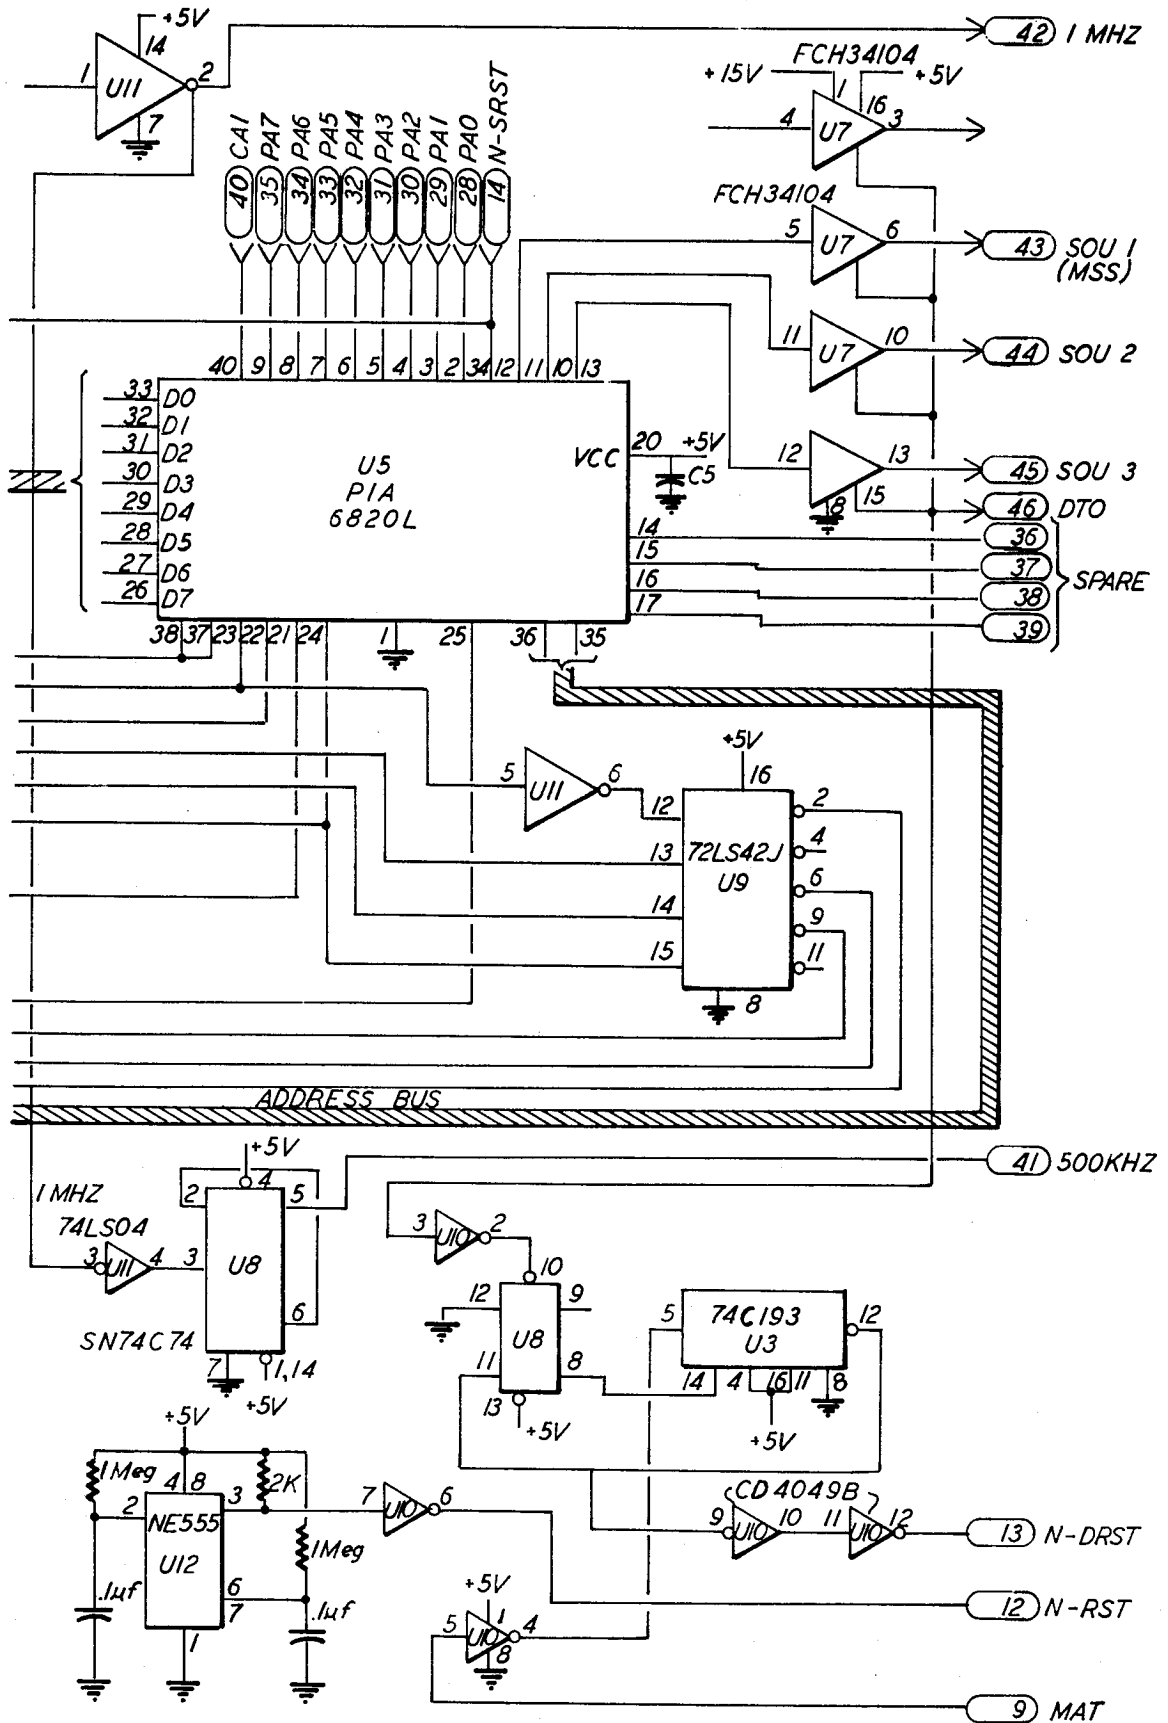 +5V
14
1
U11
2
7
42 1 MHZ
FCH34104
+15V
+5V
1
16
4
U7
3
CA1 PA7 PA6 PA5 PA4 PA3 PA2 PA1 PA0 N-SRST
40 35 34 33 32 31 30 29 28 14
FCH34104
5
U7
6
43 SOU 1
(MSS)
11
U7
10
44 SOU 2
12
13
8
15
45 SOU 3
46 DTO
36
37
38
39
SPARE
40 9 8 7 6 5 4 3 2 34 12 11 10 13
33 D0
32 D1
31 D2
30 D3
29 D4
28 D5
27 D6
26 D7
U5
PIA
6820L
VCC
20
+5V
C5
14
15
16
17
38 37 23 22 21 24 1 25 36 35
5
U11
6
+5V
16
12
13
14
15
72LS42J
U9
2
4
6
9
11
8
ADDRESS BUS
+5V
4
2
5
41 500KHZ
1 MHZ
74LS04
3
U11
4
3
U8
6
SN74C74
7
1,14
+5V
3
U10
2
10
12
9
U8
11
8
13
+5V
5
74C193
U3
12
14 4 16 11 8
+5V
+5V
1Meg
4 8
2K
2
3
NE555
U12
1Meg
6
7
.1µf
.1µf
1
7
U10
6
(CD4049B)
9
U10
10
11
U10
12
13 N-DRST
12 N-RST
+5V
1
5
U10
4
8
9 MAT